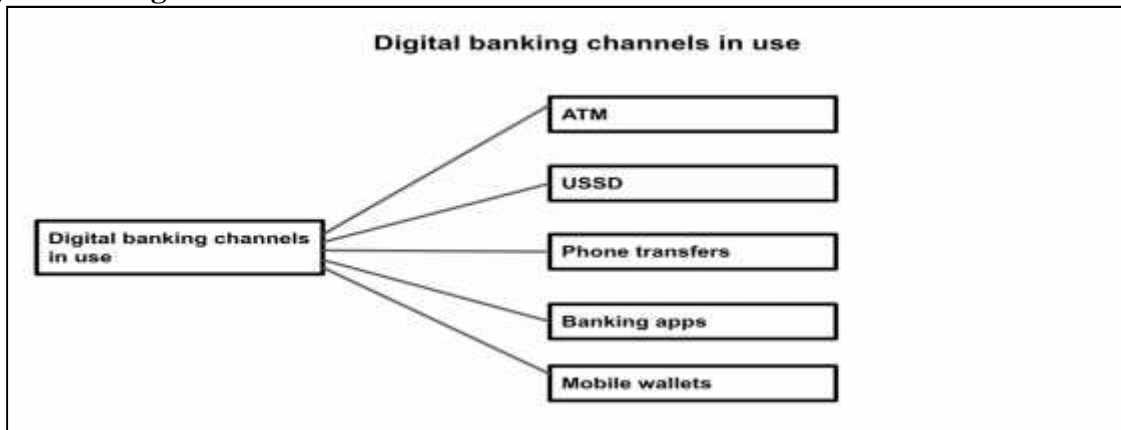 Digital banking channels in use
ATM
USSD
Digital banking channels
in use
Phone transfers
Banking apps
Mobile wallets